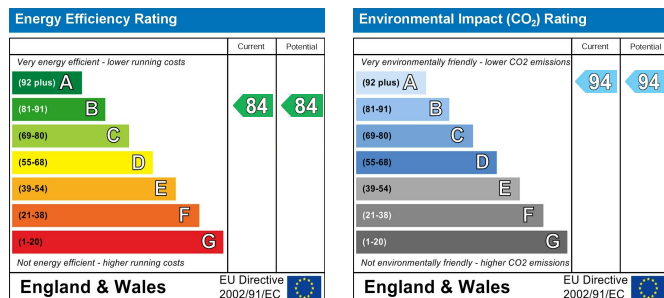 Energy Efficiency Rating
Current Potential
Very energy efficient - lower running costs
(92 plus) A
(81-91) B
84 84
(69-80) C
(55-68) D
(39-54) E
(21-38) F
(1-20) G
Not energy efficient - higher running costs
England & Wales
EU Directive
2002/91/EC
Environmental Impact (CO₂) Rating
Current Potential
Very environmentally friendly - lower CO2 emissions
(92 plus) A
94 94
(81-91) B
(69-80) C
(55-68) D
(39-54) E
(21-38) F
(1-20) G
Not environmentally friendly - higher CO2 emissions
England & Wales
EU Directive
2002/91/EC